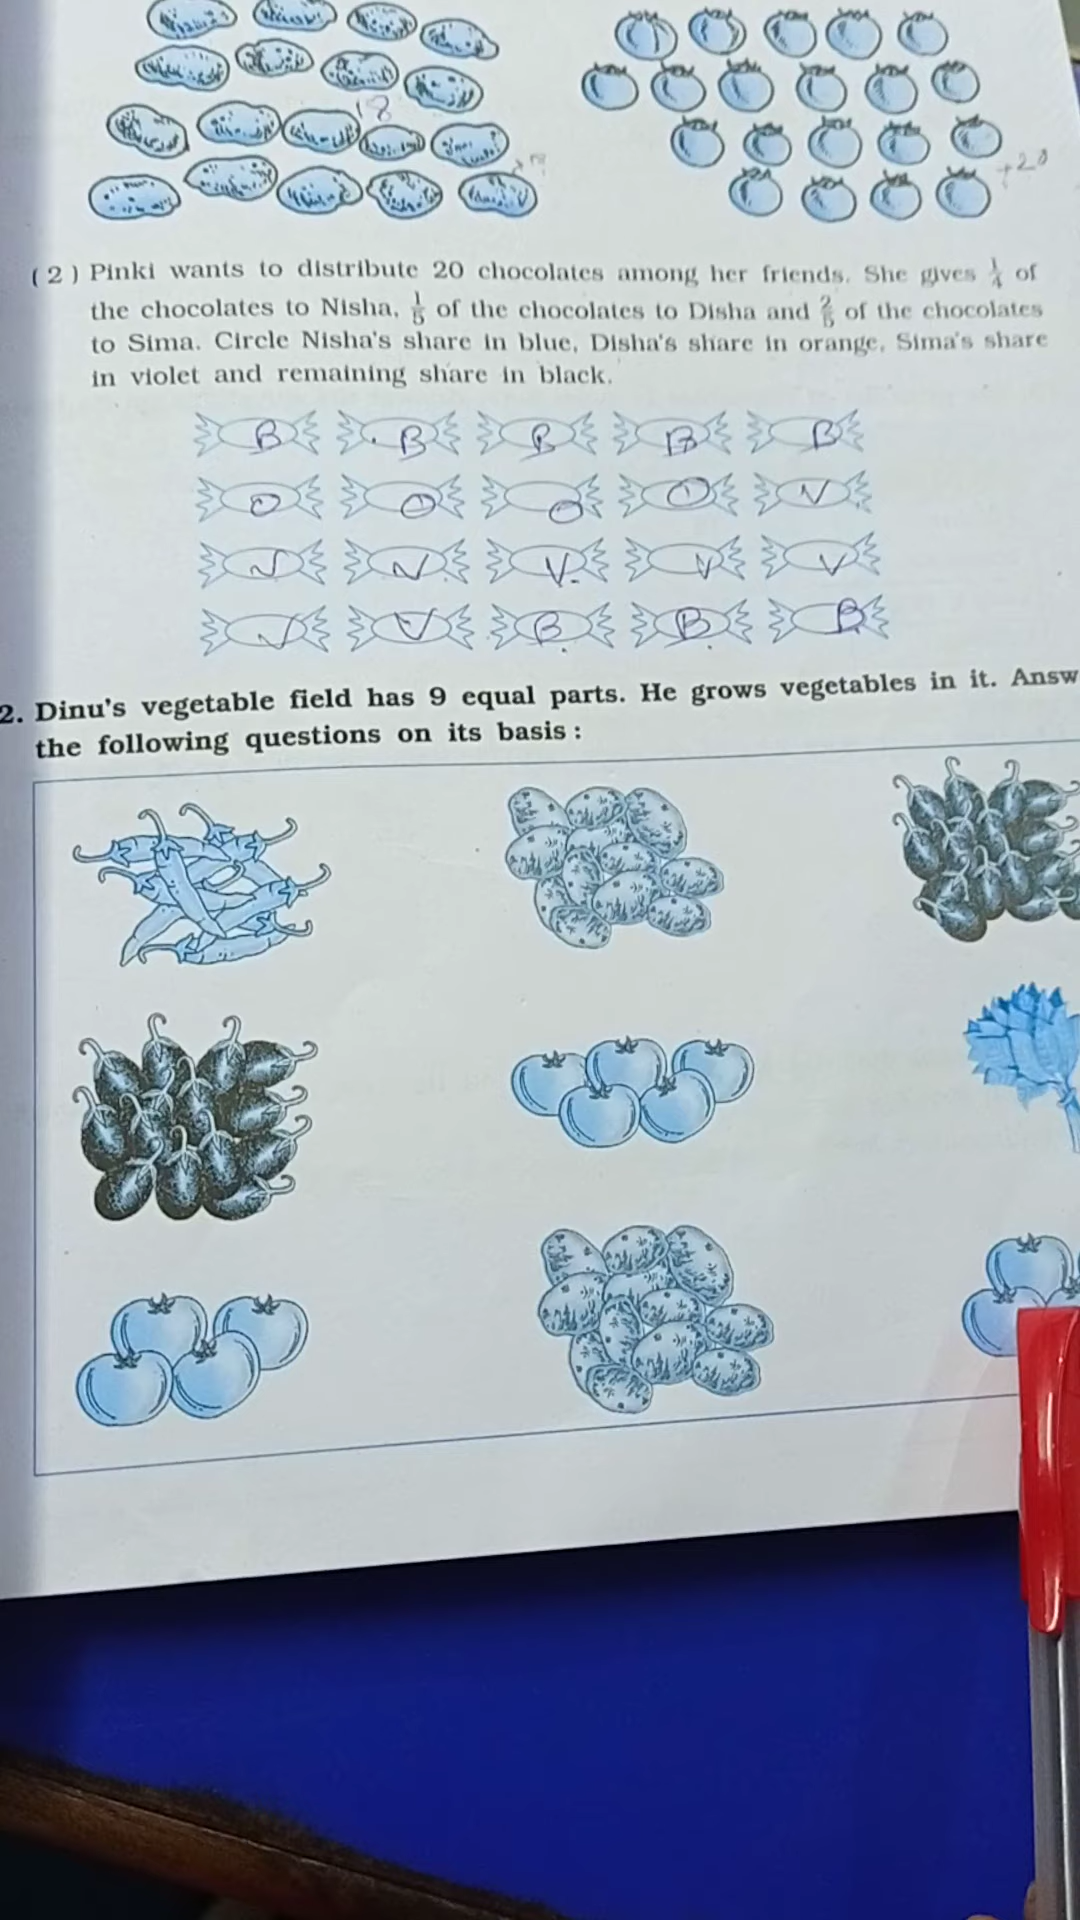 18
+20
( 2 ) Pinki wants to distribute 20 chocolates among her friends. She gives 1/4 of
the chocolates to Nisha, 1/5 of the chocolates to Disha and 2/5 of the chocolates
to Sima. Circle Nisha's share in blue, Disha's share in orange, Sima's share
in violet and remaining share in black.
B B B B B
O O O O V
V V V V V
V V B B B
2. Dinu's vegetable field has 9 equal parts. He grows vegetables in it. Answ
the following questions on its basis :